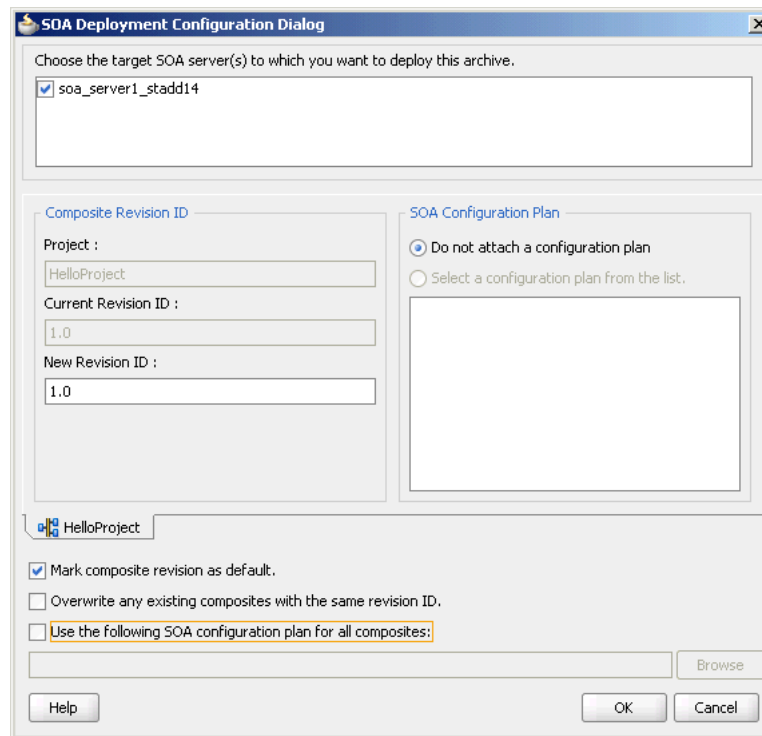 SOA Deployment Configuration Dialog
Choose the target SOA server(s) to which you want to deploy this archive.
soa_server1_stadd14
Composite Revision ID
Project :
HelloProject
Current Revision ID :
1.0
New Revision ID :
1.0
SOA Configuration Plan
Do not attach a configuration plan
Select a configuration plan from the list.
HelloProject
Mark composite revision as default.
Overwrite any existing composites with the same revision ID.
Use the following SOA configuration plan for all composites:
Browse
Help
OK
Cancel